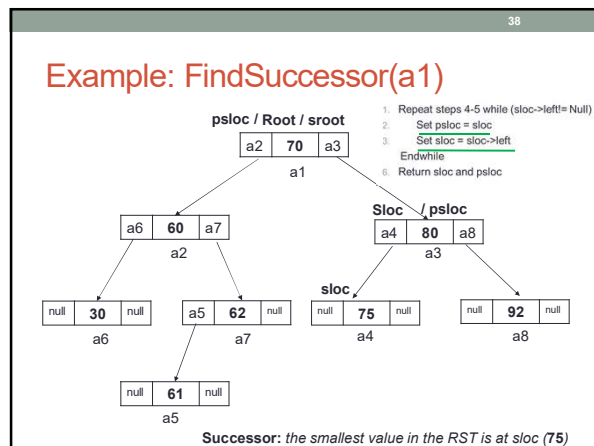 38
Example: FindSuccessor(a1)
1. Repeat steps 4-5 while (sloc->left!= Null)
2. Set psloc = sloc
3. Set sloc = sloc->left
Endwhile
6. Return sloc and psloc
psloc / Root / sroot
a2 70 a3
a1
Sloc / psloc
a6 60 a7
a2
a4 80 a8
a3
sloc
null 30 null
a6
a5 62 null
a7
null 75 null
a4
null 92 null
a8
null 61 null
a5
Successor: the smallest value in the RST is at sloc (75)